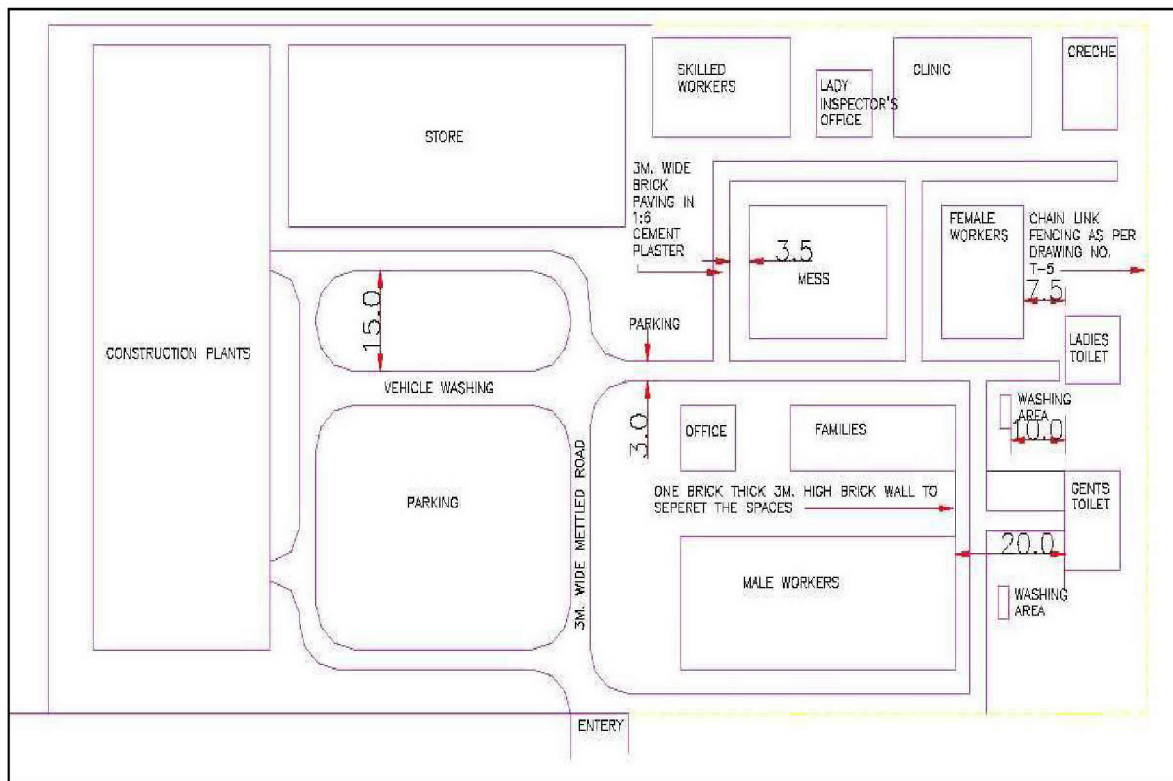 SKILLED
WORKERS
LADY
INSPECTOR'S
OFFICE
CLINIC
CRECHE
STORE
3M. WIDE
BRICK
PAVING IN
1:6
CEMENT
PLASTER
3.5
MESS
FEMALE
WORKERS
CHAIN LINK
FENCING AS PER
DRAWING NO.
T-5
7.5
15.0
PARKING
LADIES
TOILET
CONSTRUCTION PLANTS
VEHICLE WASHING
3.0
OFFICE
FAMILIES
WASHING
AREA
10.0
PARKING
3M. WIDE METTLED ROAD
ONE BRICK THICK 3M. HIGH BRICK WALL TO
SEPERET THE SPACES
GENTS
TOILET
20.0
MALE WORKERS
WASHING
AREA
ENTERY